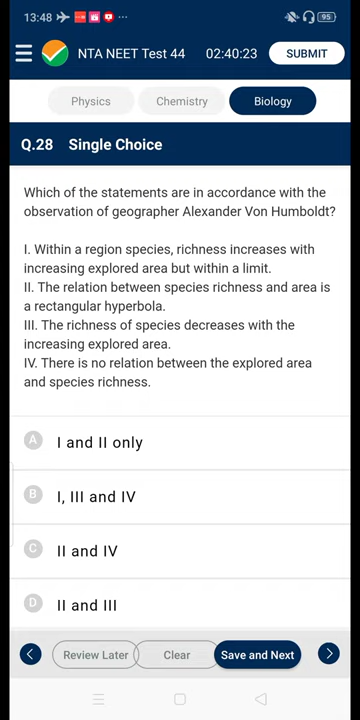 13:48 95
NTA NEET Test 44 02:40:23 SUBMIT
Physics Chemistry Biology
Q.28 Single Choice
Which of the statements are in accordance with the
observation of geographer Alexander Von Humboldt?
I. Within a region species, richness increases with
increasing explored area but within a limit.
II. The relation between species richness and area is
a rectangular hyperbola.
III. The richness of species decreases with the
increasing explored area.
IV. There is no relation between the explored area
and species richness.
A I and II only
B I, III and IV
C II and IV
D II and III
Review Later Clear Save and Next